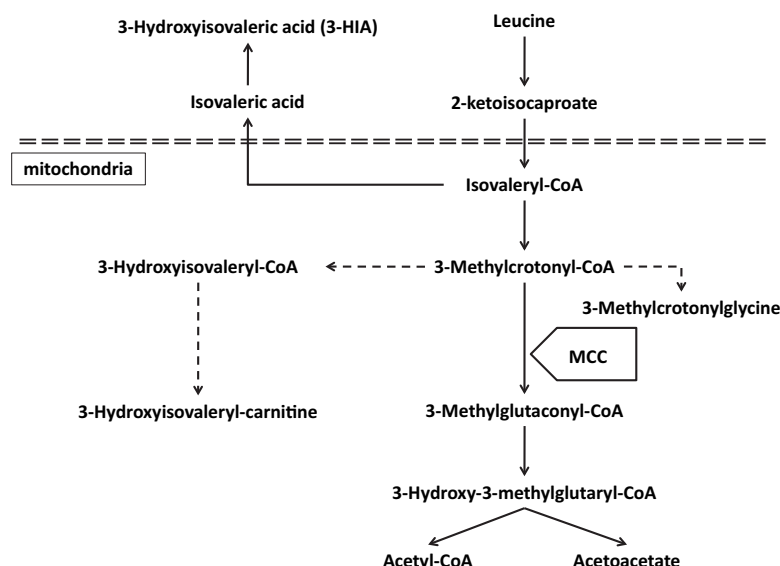 3-Hydroxyisovaleric acid (3-HIA)
Leucine
Isovaleric acid
2-ketoisocaproate
mitochondria
Isovaleryl-CoA
3-Hydroxyisovaleryl-CoA
3-Methylcrotonyl-CoA
3-Methylcrotonylglycine
MCC
3-Hydroxyisovaleryl-carnitine
3-Methylglutaconyl-CoA
3-Hydroxy-3-methylglutaryl-CoA
Acetyl-CoA
Acetoacetate